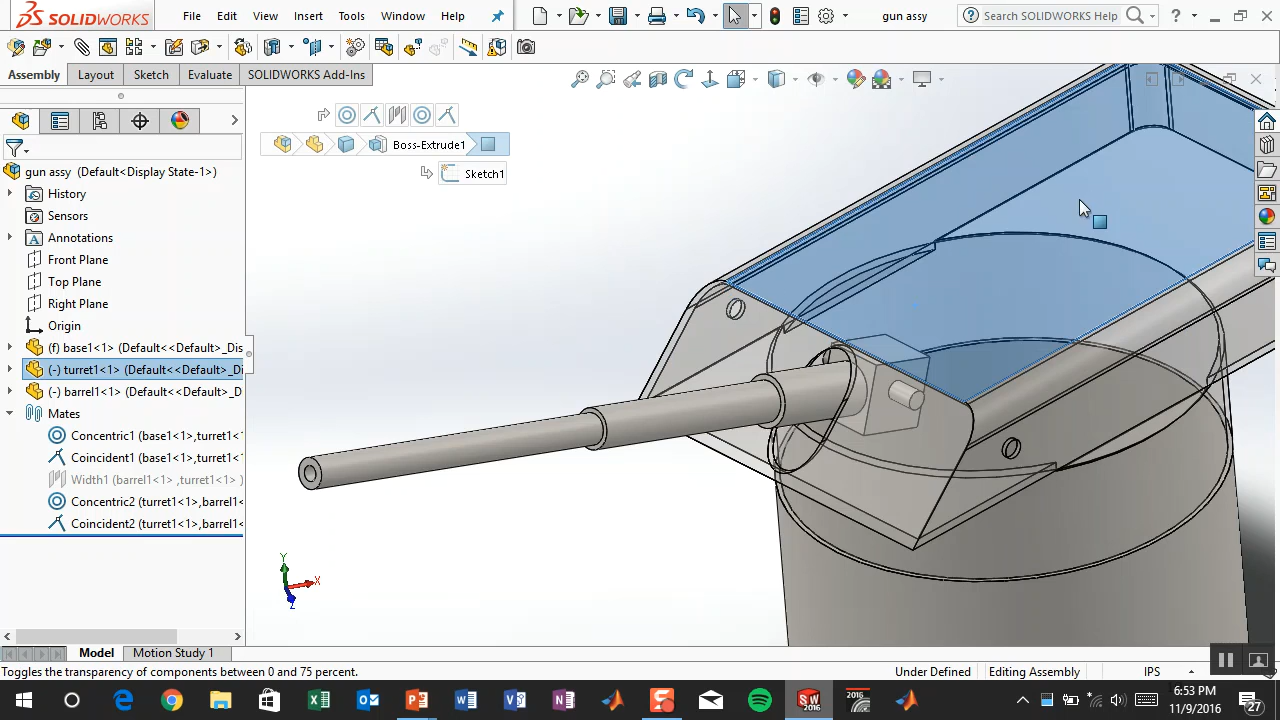 SOLIDWORKS File Edit View Insert Tools Window Help gun assy Search SOLIDWORKS Help ?
Assembly Layout Sketch Evaluate SOLIDWORKS Add-Ins
Boss-Extrude1
Sketch1
gun assy (Default<Display State-1>)
History
Sensors
A Annotations
Front Plane
Top Plane
Right Plane
Origin
(f) base1<1> (Default<<Default>_Dis
(-) turret1<1> (Default<<Default>_Di
(-) barrel1<1> (Default<<Default>_D
Mates
Concentric1 (base1<1>,turret1<
Coincident1 (base1<1>,turret1<1
Width1 (barrel1<1> ,turret1<1> )
Concentric2 (turret1<1>,barrel1<
Coincident2 (turret1<1>,barrel1<
Y
X
Z
Model Motion Study 1
Toggles the transparency of components between 0 and 75 percent. Under Defined Editing Assembly IPS
6:53 PM
11/9/2016
27